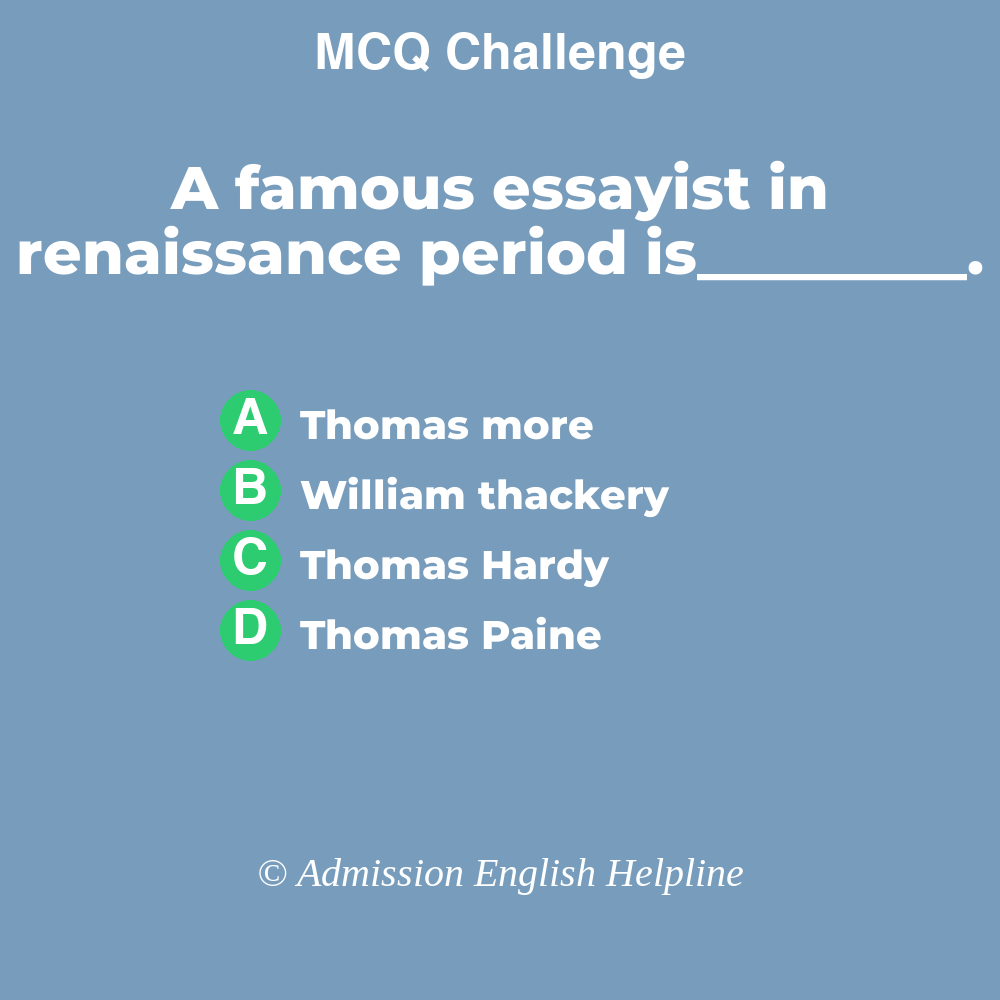 MCQ Challenge
A famous essayist in
renaissance period is________.
A Thomas more
B William thackery
C Thomas Hardy
D Thomas Paine
© Admission English Helpline